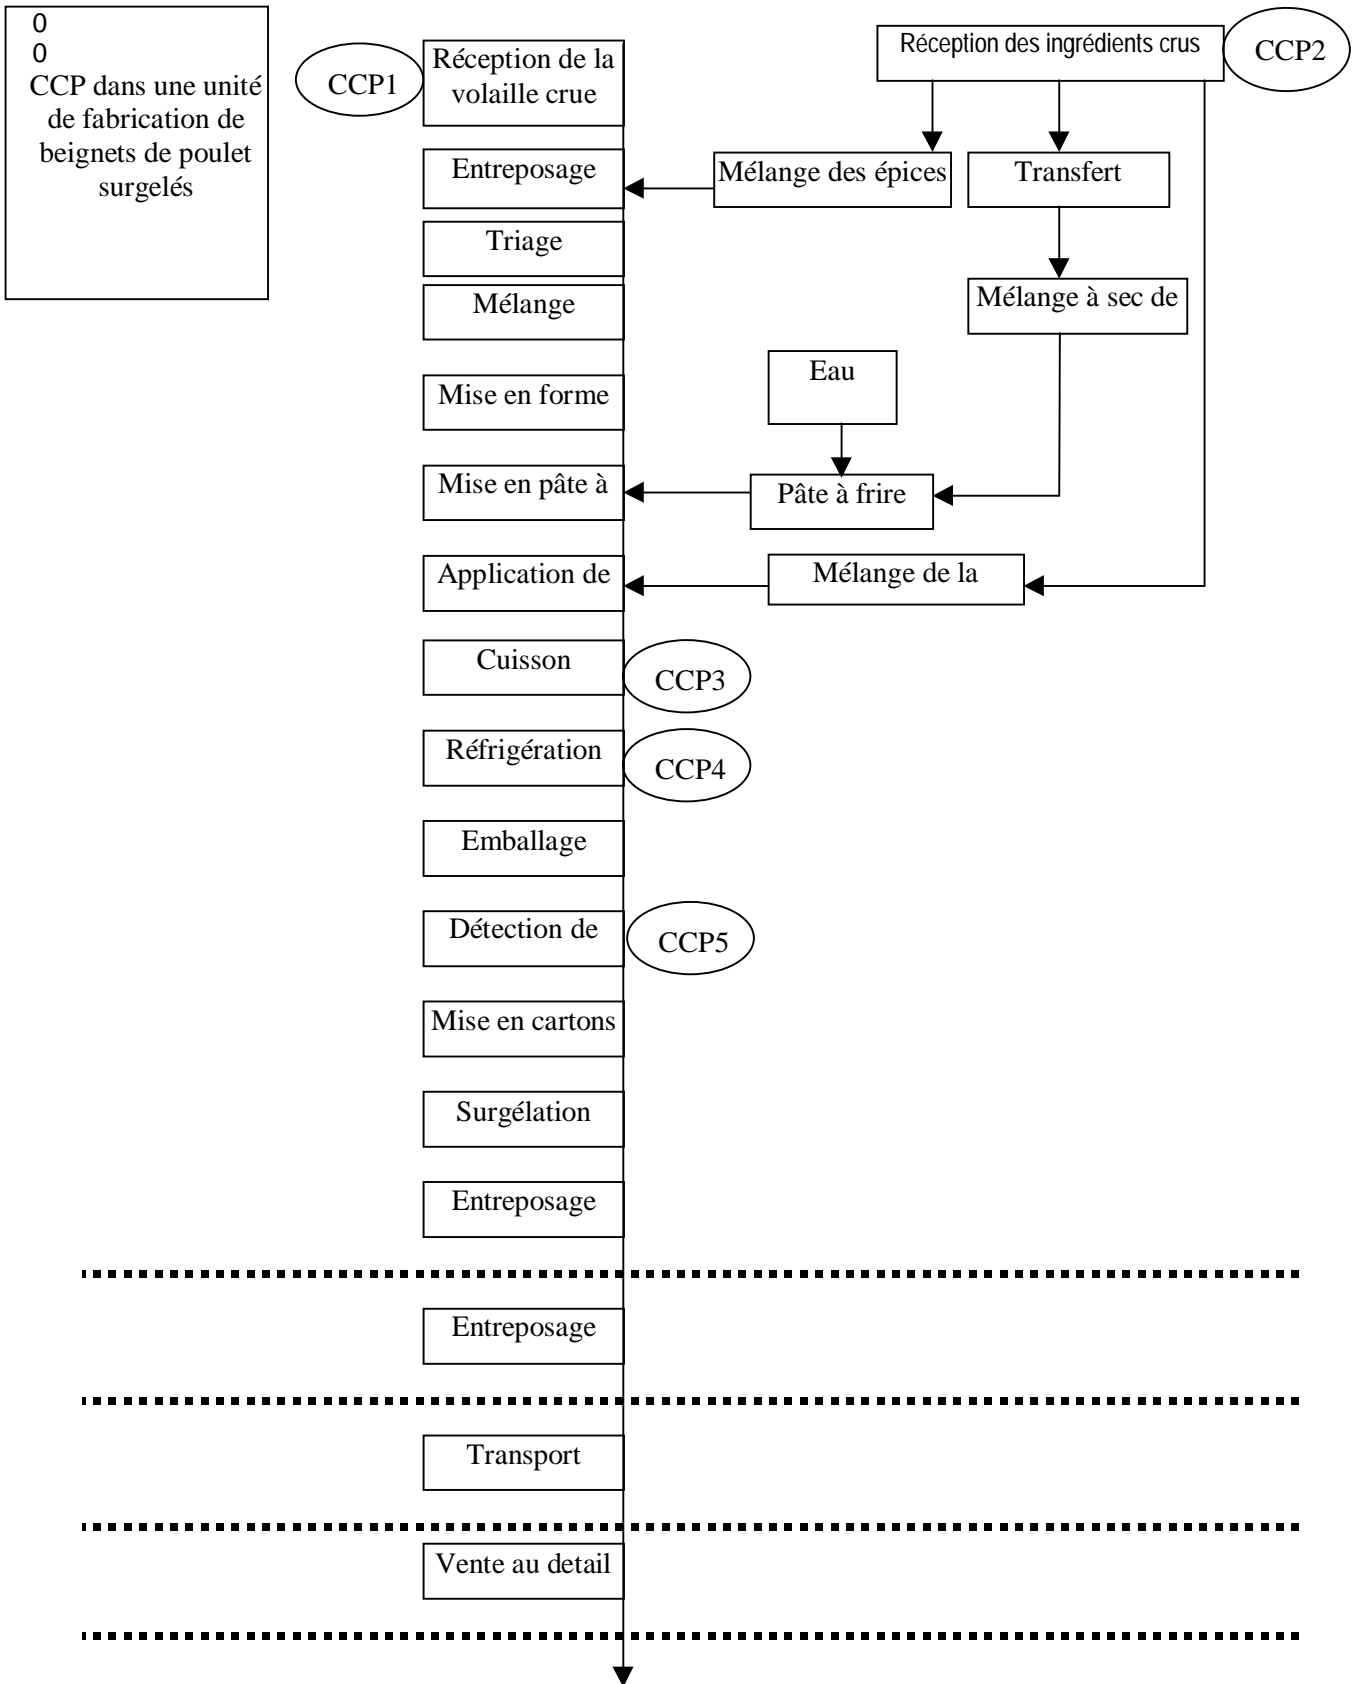 0
0
CCP dans une unité
de fabrication de
beignets de poulet
surgelés
CCP1
Réception de la
volaille crue
Réception des ingrédients crus
CCP2
Entreposage
Mélange des épices
Transfert
Triage
Mélange
Mélange à sec de
Eau
Mise en forme
Mise en pâte à
Pâte à frire
Application de
Mélange de la
Cuisson
CCP3
Réfrigération
CCP4
Emballage
Détection de
CCP5
Mise en cartons
Surgélation
Entreposage
Entreposage
Transport
Vente au detail